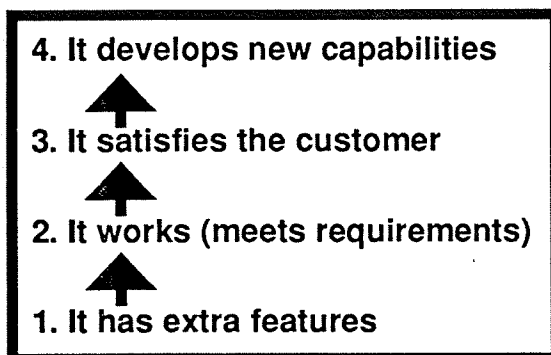 4. It develops new capabilities
3. It satisfies the customer
2. It works (meets requirements)
1. It has extra features